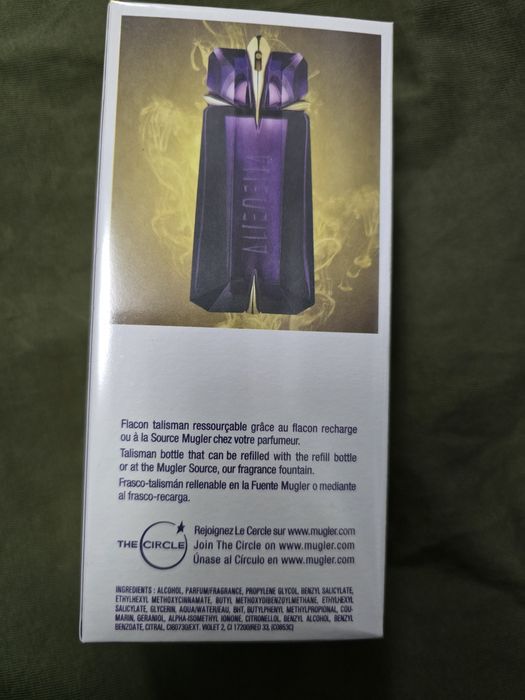 Flacon talisman ressourçable grâce au flacon recharge
ou à la Source Mugler chez votre parfumeur.
Talisman bottle that can be refilled with the refill bottle
or at the Mugler Source, our fragrance fountain.
Frasco-talismán rellenable en la Fuente Mugler o mediante
al frasco-recarga.
THE CIRCLE
Rejoignez Le Cercle sur www.mugler.com
Join The Circle on www.mugler.com
Únase al Círculo en www.mugler.com
INGREDIENTS : ALCOHOL, PARFUM/FRAGRANCE, PROPYLENE GLYCOL, BENZYL SALICYLATE,
ETHYLHEXYL METHOXYCINNAMATE, BUTYL METHOXYDIBENZOYLMETHANE, ETHYLHEXYL
SALICYLATE, GLYCERIN, AQUA/WATER/EAU, BHT, BUTYLPHENYL METHYLPROPIONAL, COU-
MARIN, GERANIOL, ALPHA-ISOMETHYL IONONE, CITRONELLOL, BENZYL ALCOHOL, BENZYL
BENZOATE, CITRAL, CI60730/EXT. VIOLET 2, CI 17200/RED 33, (C0853C)